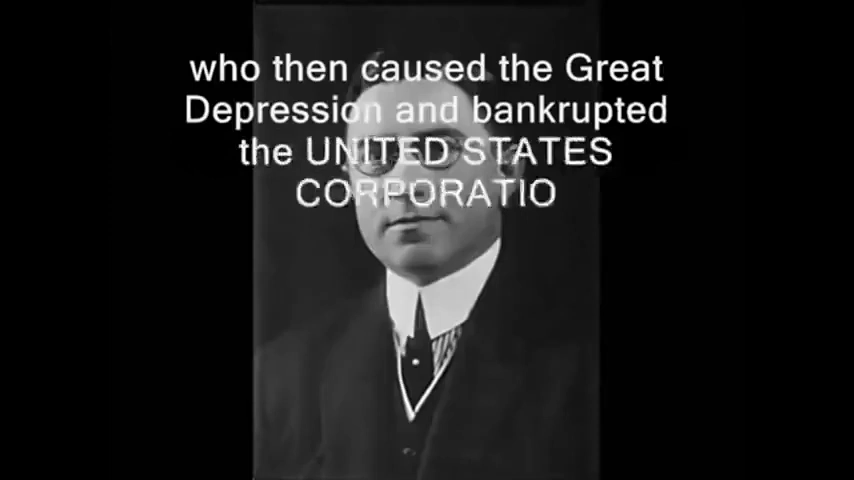 who then caused the Great
Depression and bankrupted
the UNITED STATES
CORPORATIO